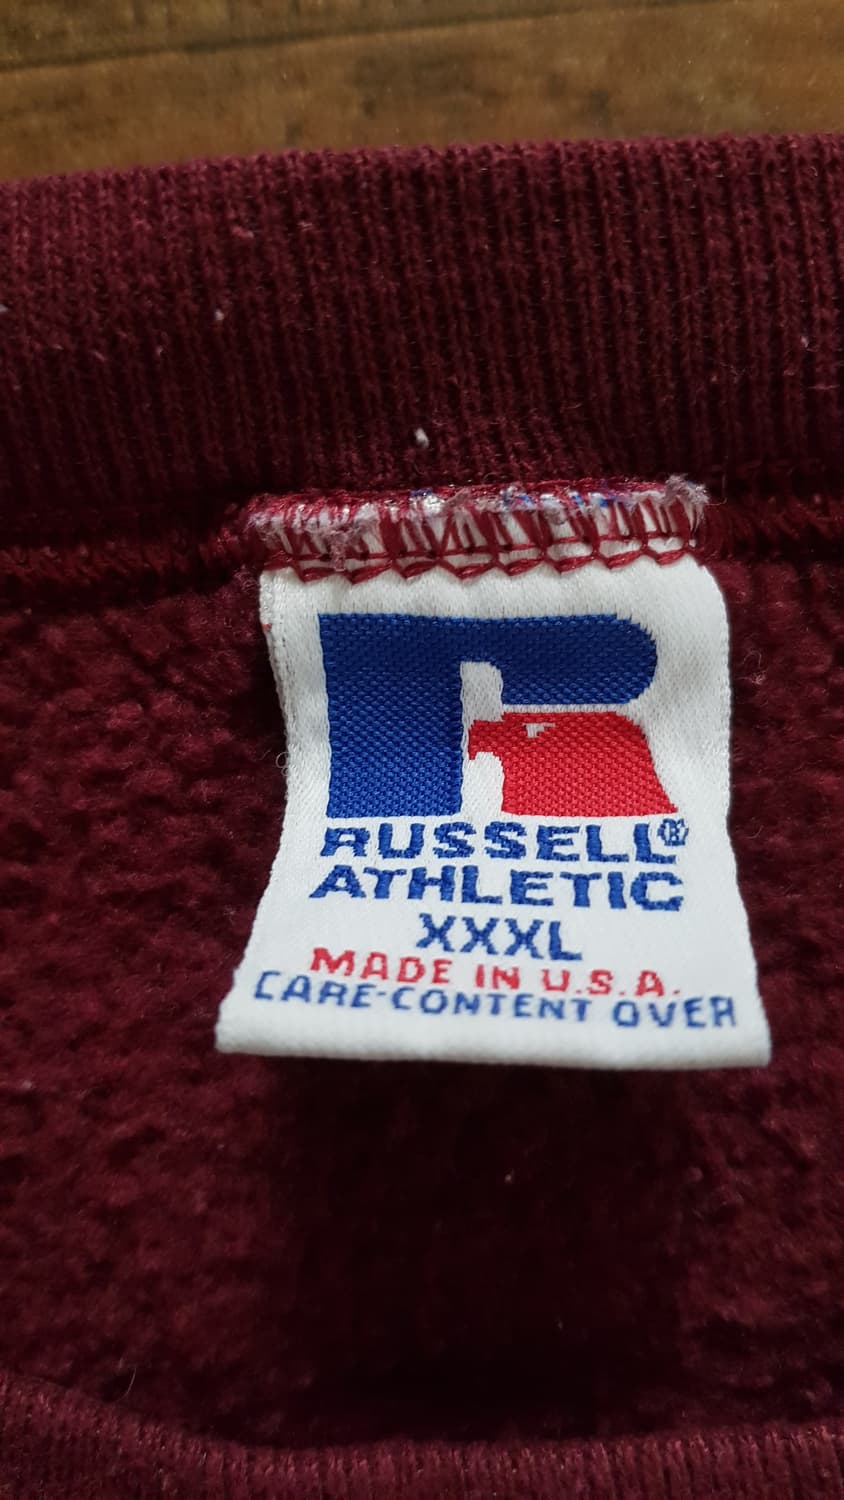 RUSSELL®
ATHLETIC
XXXL
MADE IN U.S.A.
CARE-CONTENT OVER